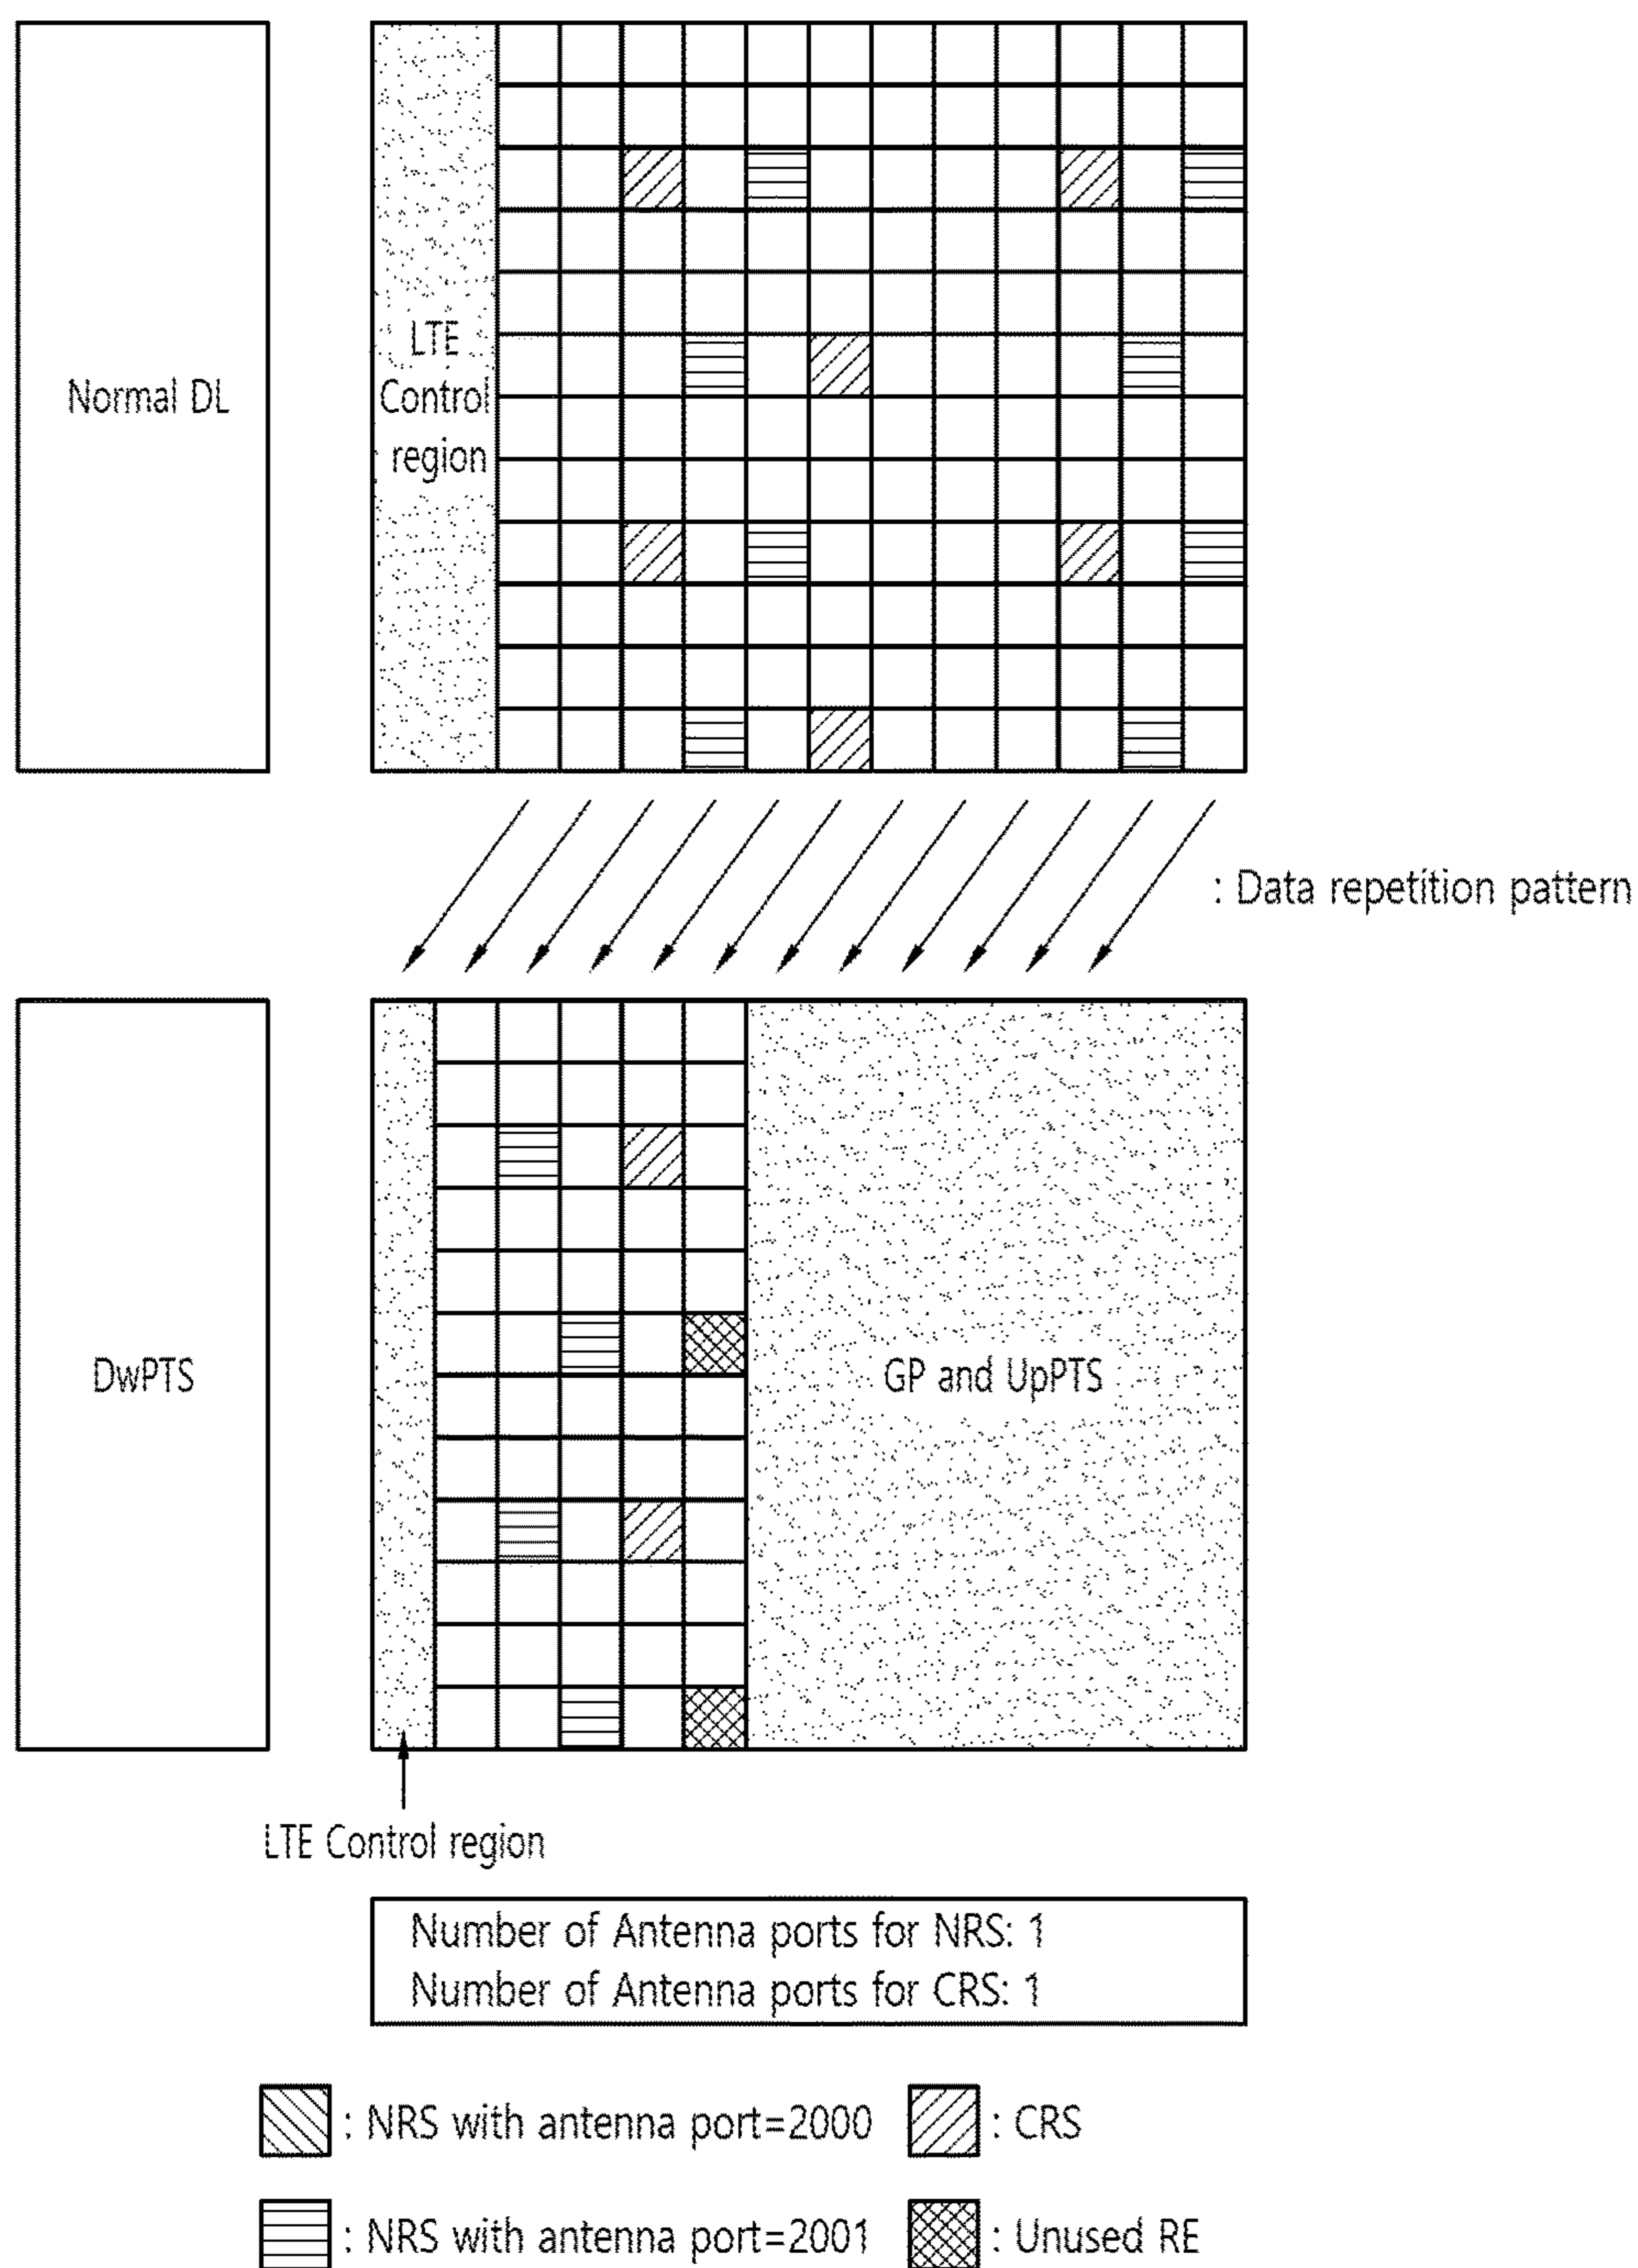 Normal DL
LTE
Control
region
: Data repetition pattern
DwPTS
GP and UpPTS
LTE Control region
Number of Antenna ports for NRS: 1
Number of Antenna ports for CRS: 1
: NRS with antenna port=2000
: CRS
: NRS with antenna port=2001
: Unused RE